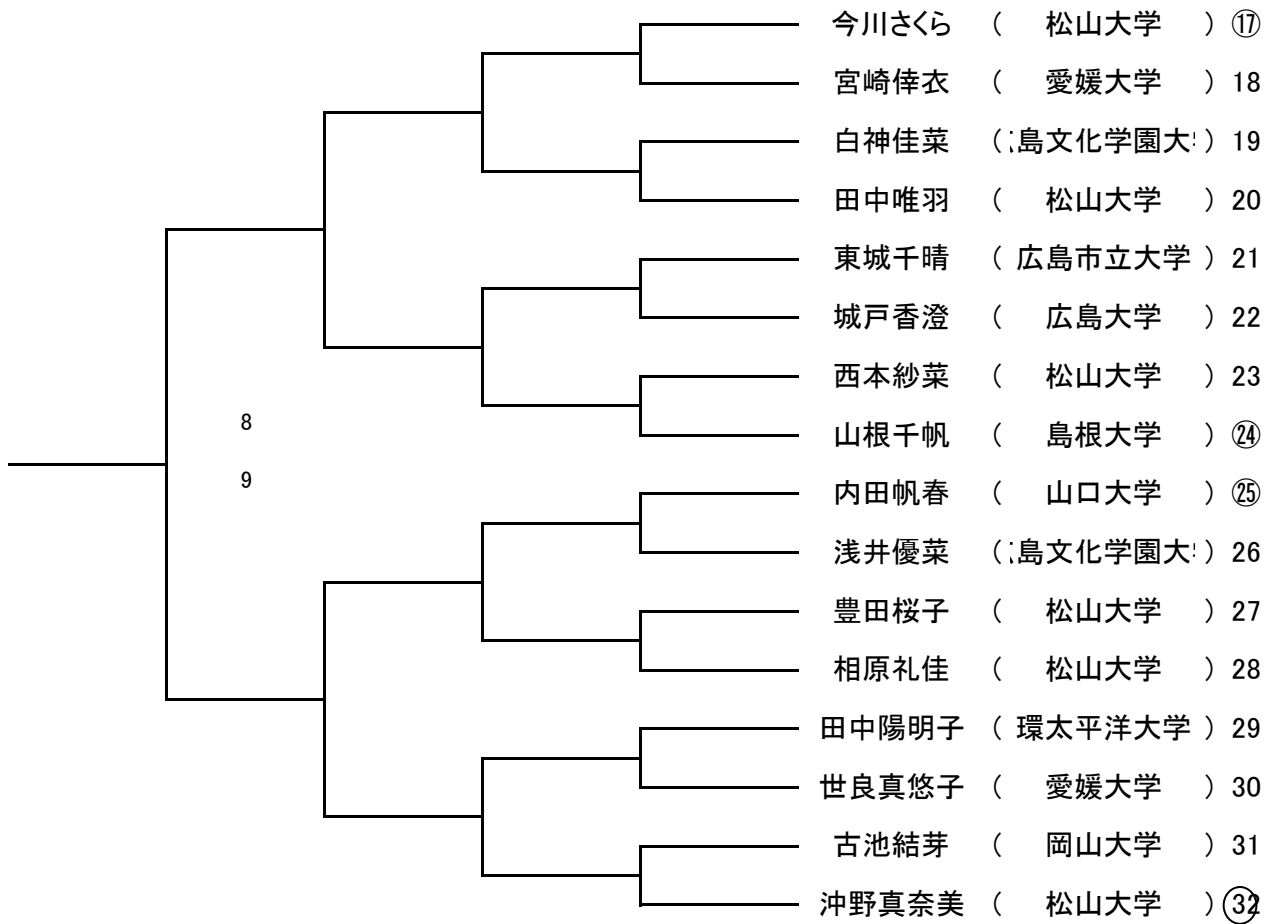 今川さくら ( 松山大学 ) ⑰
宮崎倖衣 ( 愛媛大学 ) 18
白神佳菜 ( 島文化学園大 ) 19
田中唯羽 ( 松山大学 ) 20
東城千晴 ( 広島市立大学 ) 21
城戸香澄 ( 広島大学 ) 22
西本紗菜 ( 松山大学 ) 23
8
山根千帆 ( 島根大学 ) ㉔
9
内田帆春 ( 山口大学 ) ㉕
浅井優菜 ( 島文化学園大 ) 26
豊田桜子 ( 松山大学 ) 27
相原礼佳 ( 松山大学 ) 28
田中陽明子 ( 環太平洋大学 ) 29
世良真悠子 ( 愛媛大学 ) 30
古池結芽 ( 岡山大学 ) 31
沖野真奈美 ( 松山大学 ) 32